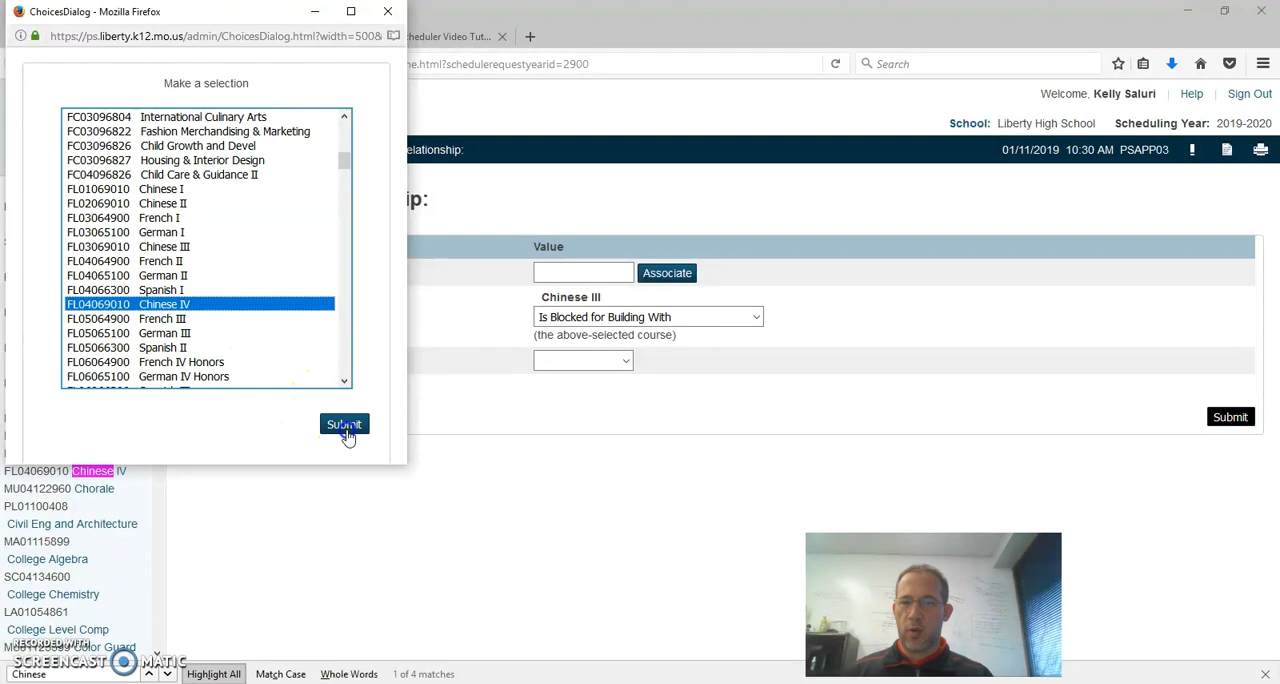 ChoicesDialog - Mozilla Firefox
https://ps.liberty.k12.mo.us/admin/ChoicesDialog.html?width=500&
heduler Video Tut...
me.html?schedulerequestyearid=2900
Search
Welcome, Kelly Saluri
Help
Sign Out
School: Liberty High School
Scheduling Year: 2019-2020
elationship:
01/11/2019 10:30 AM PSAPP03
ip:
Make a selection
FC03096804 International Culinary Arts
FC03096822 Fashion Merchandising & Marketing
FC03096826 Child Growth and Devel
FC03096827 Housing & Interior Design
FC04096826 Child Care & Guidance II
FL01069010 Chinese I
FL02069010 Chinese II
FL03064900 French I
FL03065100 German I
FL03069010 Chinese III
FL04064900 French II
FL04065100 German II
FL04066300 Spanish I
FL04069010 Chinese IV
FL05064900 French III
FL05065100 German III
FL05066300 Spanish II
FL06064900 French IV Honors
FL06065100 German IV Honors
Submit
Value
Associate
Chinese III
Is Blocked for Building With
(the above-selected course)
Submit
FL04069010 Chinese IV
MU04122960 Chorale
PL01100408
Civil Eng and Architecture
MA01115899
College Algebra
SC04134600
College Chemistry
LA01054861
College Level Comp
Color Guard
RECORDED WITH
SCREENCAST MATIC
Chinese
Highlight All
Match Case
Whole Words
1 of 4 matches